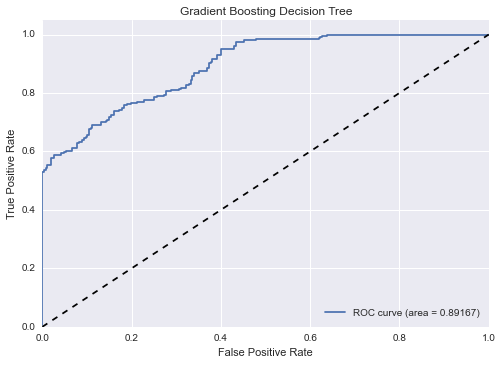 Gradient Boosting Decision Tree
1.0
0.8
0.6
0.4
0.2
0.0
True Positive Rate
ROC curve (area = 0.89167)
0.0 0.2 0.4 0.6 0.8 1.0
False Positive Rate